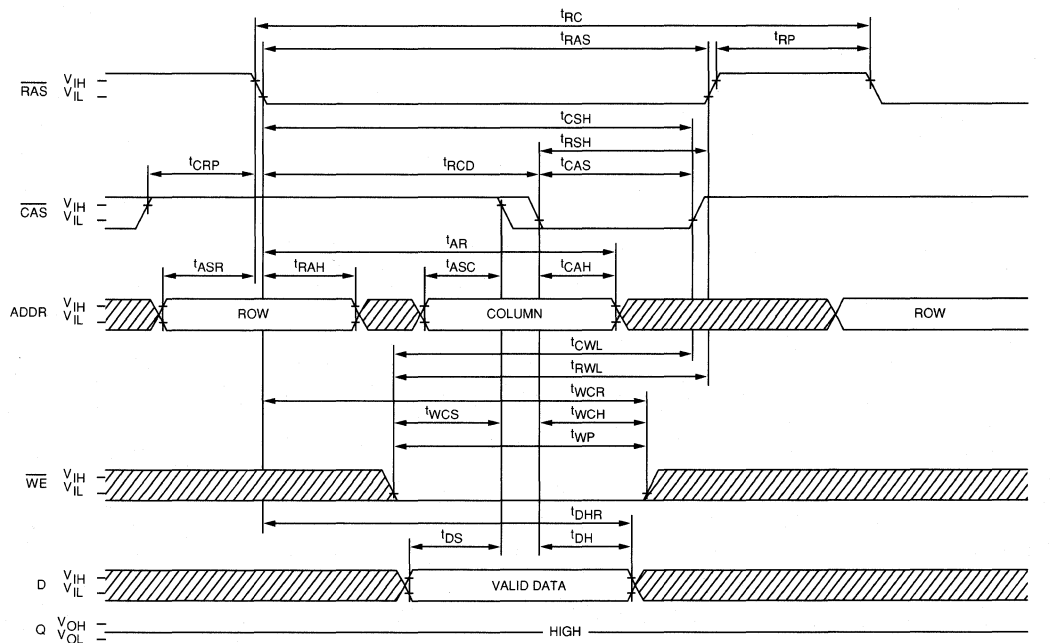 tRC
tRAS
tRP
RAS VIH
VIL
tCSH
tRSH
tCRP tRCD tCAS
CAS VIH
VIL
tAR
tASR tRAH tASC tCAH
ADDR VIH
VIL
ROW COLUMN ROW
tCWL
tRWL
tWCR
tWCS tWCH
tWP
WE VIH
VIL
tDHR
tDS tDH
D VIH
VIL
VALID DATA
Q VOH
VOL
HIGH